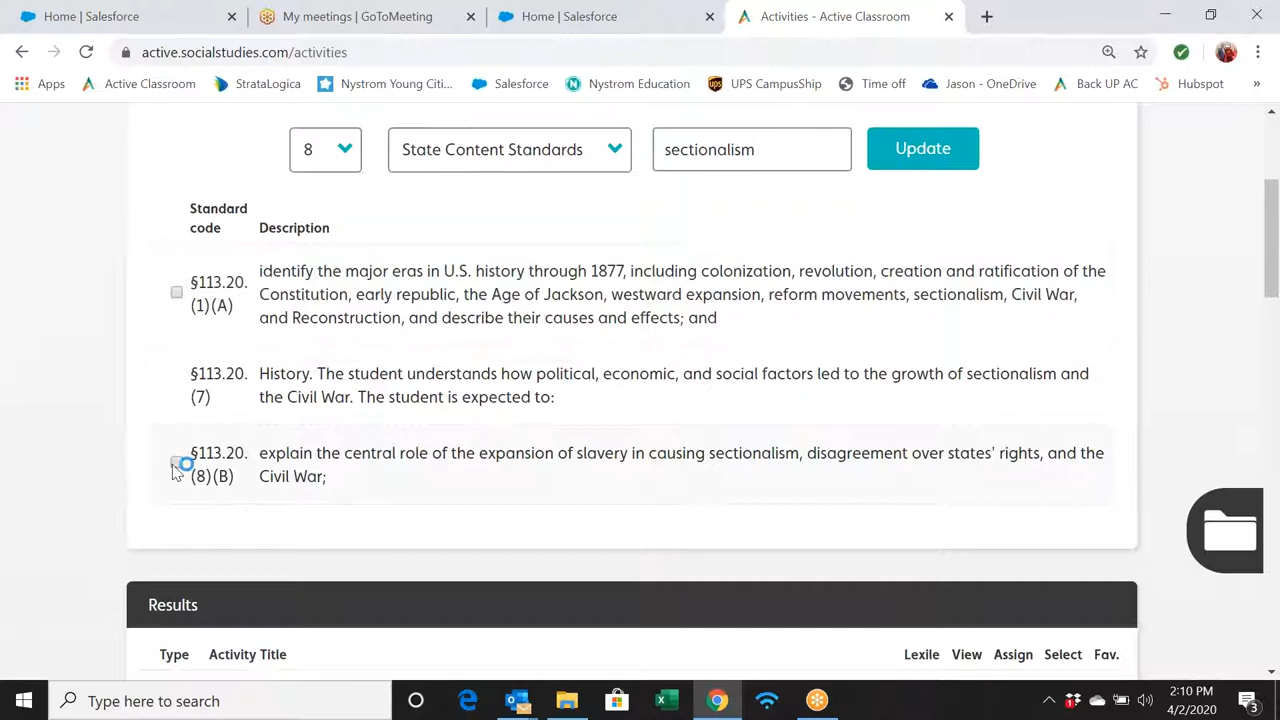 Home | Salesforce
My meetings | GoToMeeting
Home | Salesforce
Activities - Active Classroom
active.socialstudies.com/activities
Apps
Active Classroom
StrataLogica
Nystrom Young Citi...
Salesforce
Nystrom Education
UPS CampusShip
Time off
Jason - OneDrive
Back UP AC
Hubspot
»
8
State Content Standards
sectionalism
Update
Standard
code
Description
§113.20.
(1)(A)
identify the major eras in U.S. history through 1877, including colonization, revolution, creation and ratification of the
Constitution, early republic, the Age of Jackson, westward expansion, reform movements, sectionalism, Civil War,
and Reconstruction, and describe their causes and effects; and
§113.20.
(7)
History. The student understands how political, economic, and social factors led to the growth of sectionalism and
the Civil War. The student is expected to:
§113.20.
(8)(B)
explain the central role of the expansion of slavery in causing sectionalism, disagreement over states' rights, and the
Civil War;
Results
Type
Activity Title
Lexile
View
Assign
Select
Fav.
Type here to search
2:10 PM
4/2/2020
3